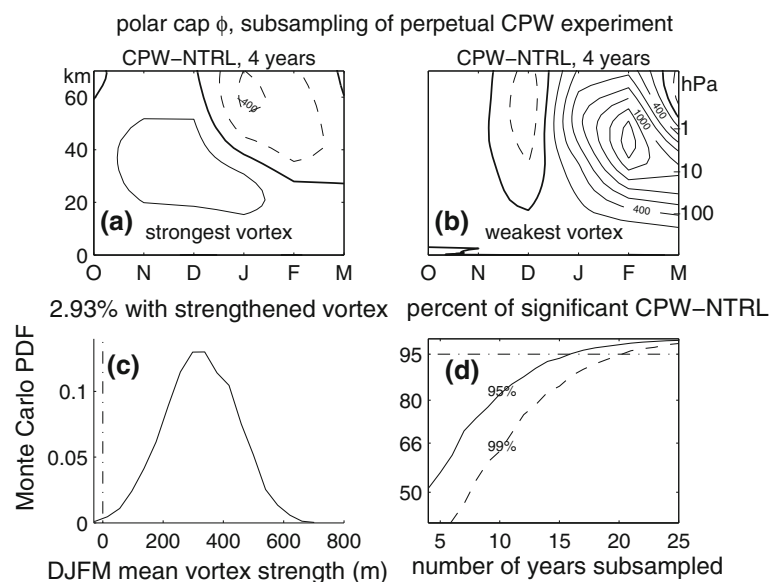 polar cap ϕ, subsampling of perpetual CPW experiment
CPW−NTRL, 4 years
CPW−NTRL, 4 years
km
60
40
20
0
400
(a)
strongest vortex
O N D J F M
hPa
1
10
100
400
1000
400
(b)
weakest vortex
O N D J F M
2.93% with strengthened vortex
percent of significant CPW−NTRL
Monte Carlo PDF
0.1
0.05
0
(c)
0 200 400 600 800
DJFM mean vortex strength (m)
95
80
66
50
(d)
95%
99%
5 10 15 20 25
number of years subsampled